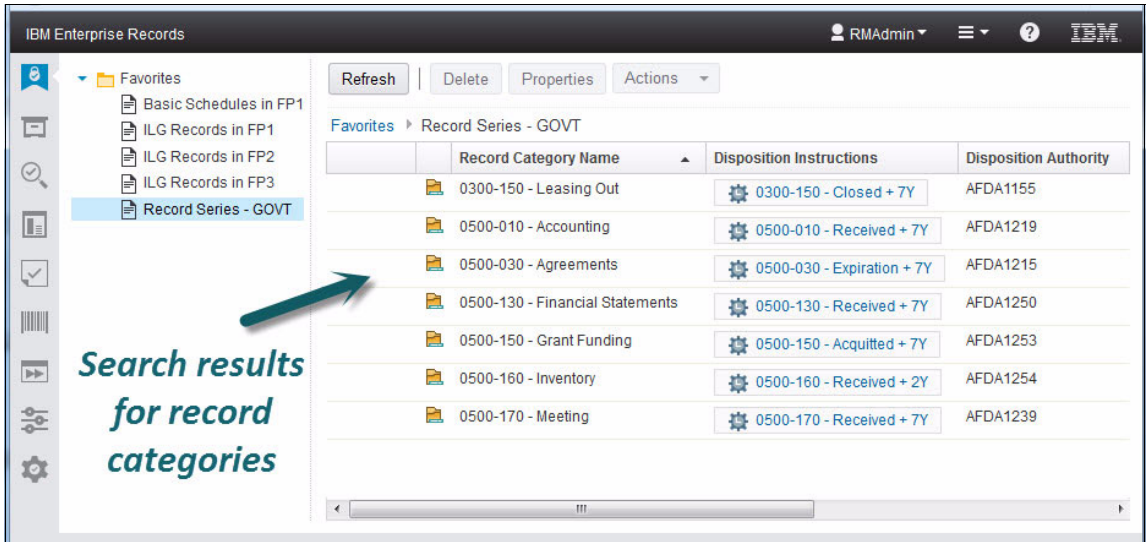 IBM Enterprise Records
RMAdmin
?
IBM.
Favorites
Basic Schedules in FP1
ILG Records in FP1
ILG Records in FP2
ILG Records in FP3
Record Series - GOVT
Refresh Delete Properties Actions
Favorites Record Series - GOVT
Record Category Name Disposition Instructions Disposition Authority
0300-150 - Leasing Out 0300-150 - Closed + 7Y AFDA1155
0500-010 - Accounting 0500-010 - Received + 7Y AFDA1219
0500-030 - Agreements 0500-030 - Expiration + 7Y AFDA1215
0500-130 - Financial Statements 0500-130 - Received + 7Y AFDA1250
0500-150 - Grant Funding 0500-150 - Acquitted + 7Y AFDA1253
0500-160 - Inventory 0500-160 - Received + 2Y AFDA1254
0500-170 - Meeting 0500-170 - Received + 7Y AFDA1239
Search results
for record
categories